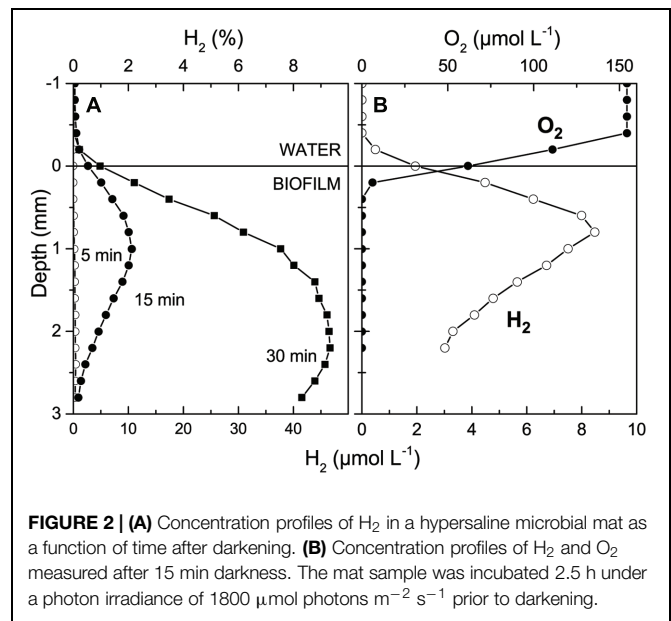 H₂ (%)
O₂ (μmol L⁻¹)
0 2 4 6 8
0 50 100 150
-1
A
B
O₂
WATER
0
BIOFILM
Depth (mm)
1
5 min
15 min
H₂
2
30 min
3
0 10 20 30 40
0 2 4 6 8 10
H₂ (μmol L⁻¹)
FIGURE 2 | (A) Concentration profiles of H₂ in a hypersaline microbial mat as
a function of time after darkening. (B) Concentration profiles of H₂ and O₂
measured after 15 min darkness. The mat sample was incubated 2.5 h under
a photon irradiance of 1800 μmol photons m⁻² s⁻¹ prior to darkening.